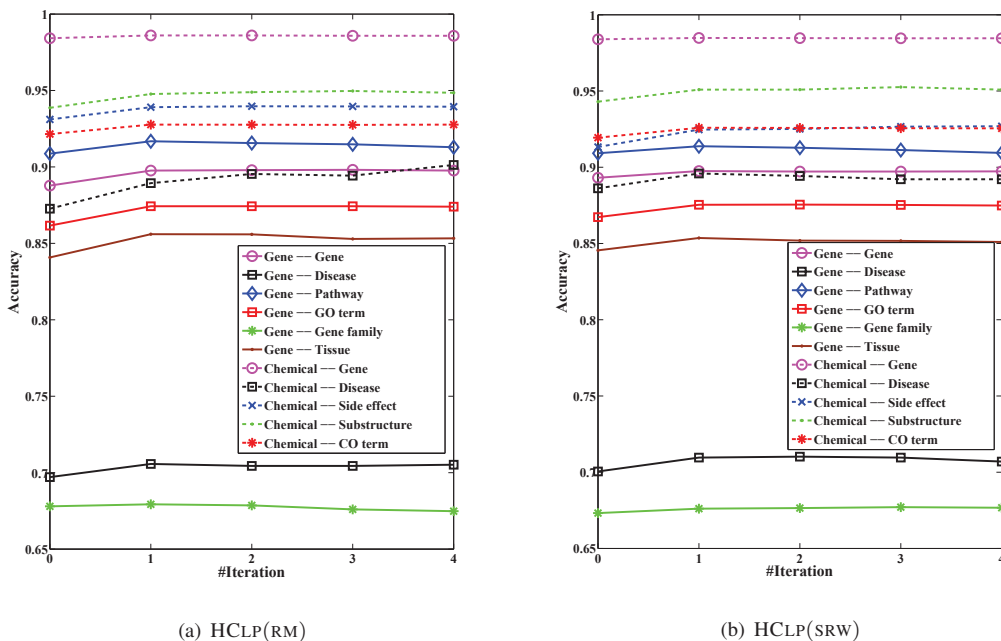 1
0.95
0.9
0.85
0.8
0.75
0.7
0.65
Accuracy
Gene — Gene
Gene — Disease
Gene — Pathway
Gene — GO term
Gene — Gene family
Gene — Tissue
Chemical — Gene
Chemical — Disease
Chemical — Side effect
Chemical — Substructure
Chemical — CO term
0 1 2 3 4
#Iteration
(a) HCLP(RM)
1
0.95
0.9
0.85
0.8
0.75
0.7
0.65
Accuracy
Gene — Gene
Gene — Disease
Gene — Pathway
Gene — GO term
Gene — Gene family
Gene — Tissue
Chemical — Gene
Chemical — Disease
Chemical — Side effect
Chemical — Substructure
Chemical — CO term
0 1 2 3 4
#Iteration
(b) HCLP(SRW)